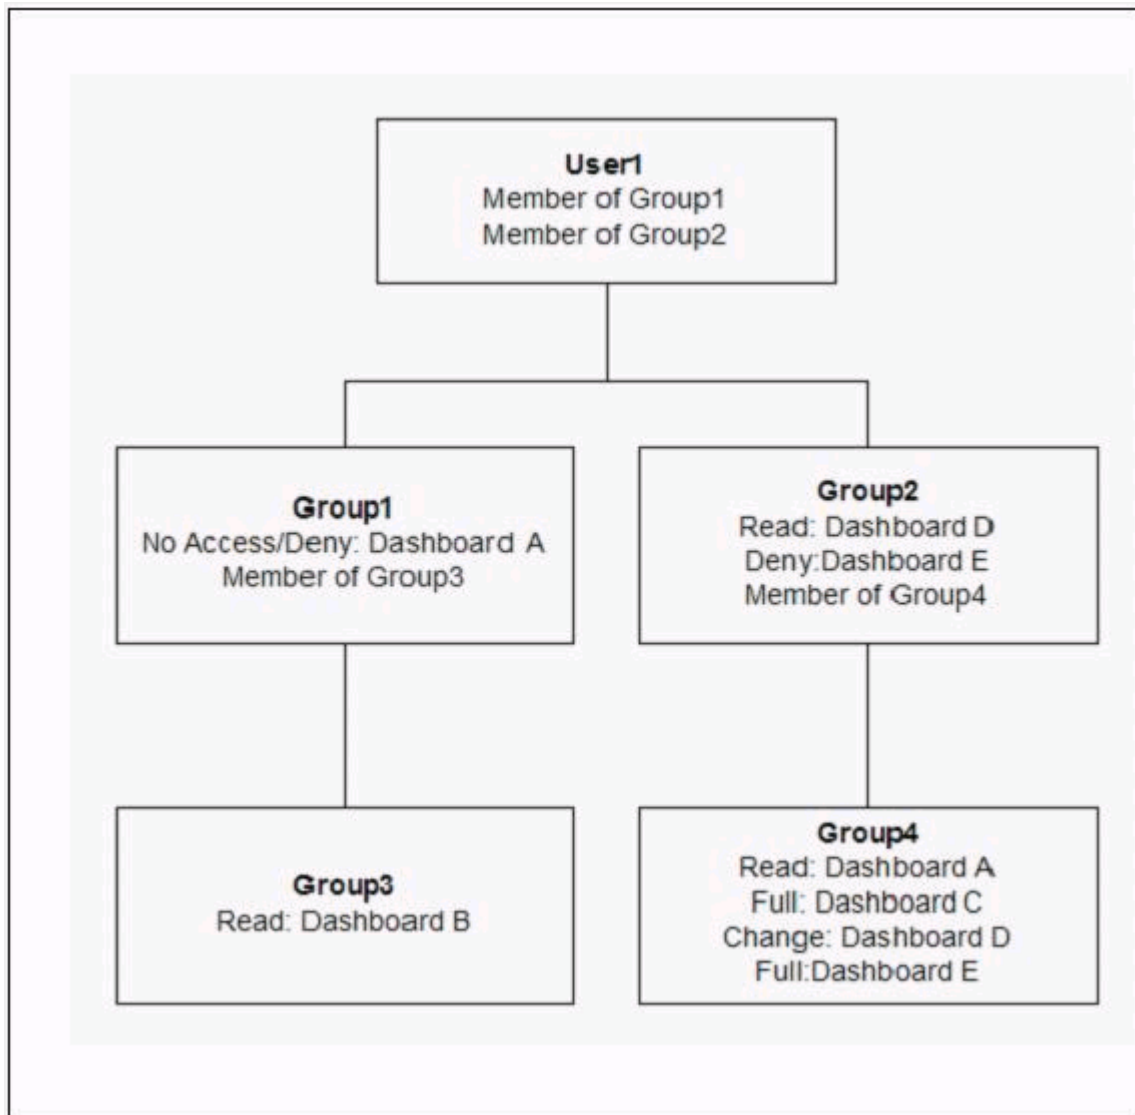 User1
Member of Group1
Member of Group2
Group1
No Access/Deny: Dashboard A
Member of Group3
Group2
Read: Dashboard D
Deny:Dashboard E
Member of Group4
Group3
Read: Dashboard B
Group4
Read: Dashboard A
Full: Dashboard C
Change: Dashboard D
Full:Dashboard E